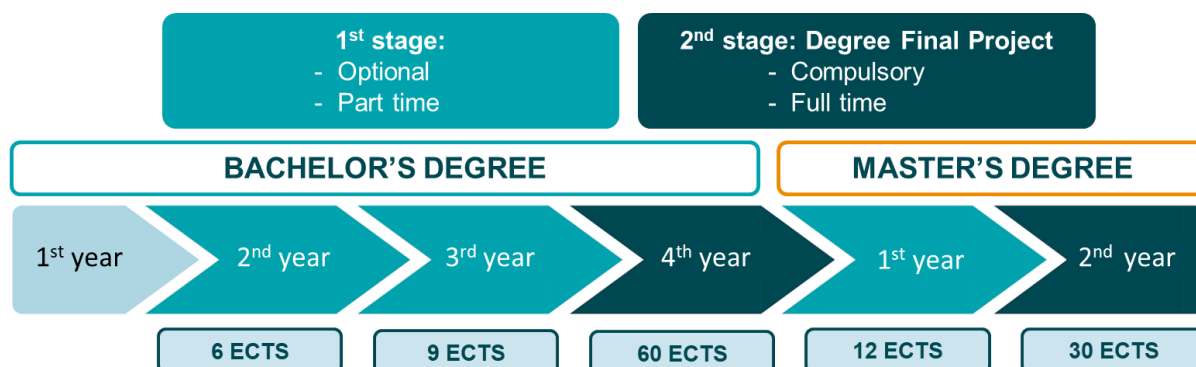 1st stage:
- Optional
- Part time
2nd stage: Degree Final Project
- Compulsory
- Full time
BACHELOR’S DEGREE
MASTER’S DEGREE
1st year
2nd year
3rd year
4th year
1st year
2nd year
6 ECTS
9 ECTS
60 ECTS
12 ECTS
30 ECTS